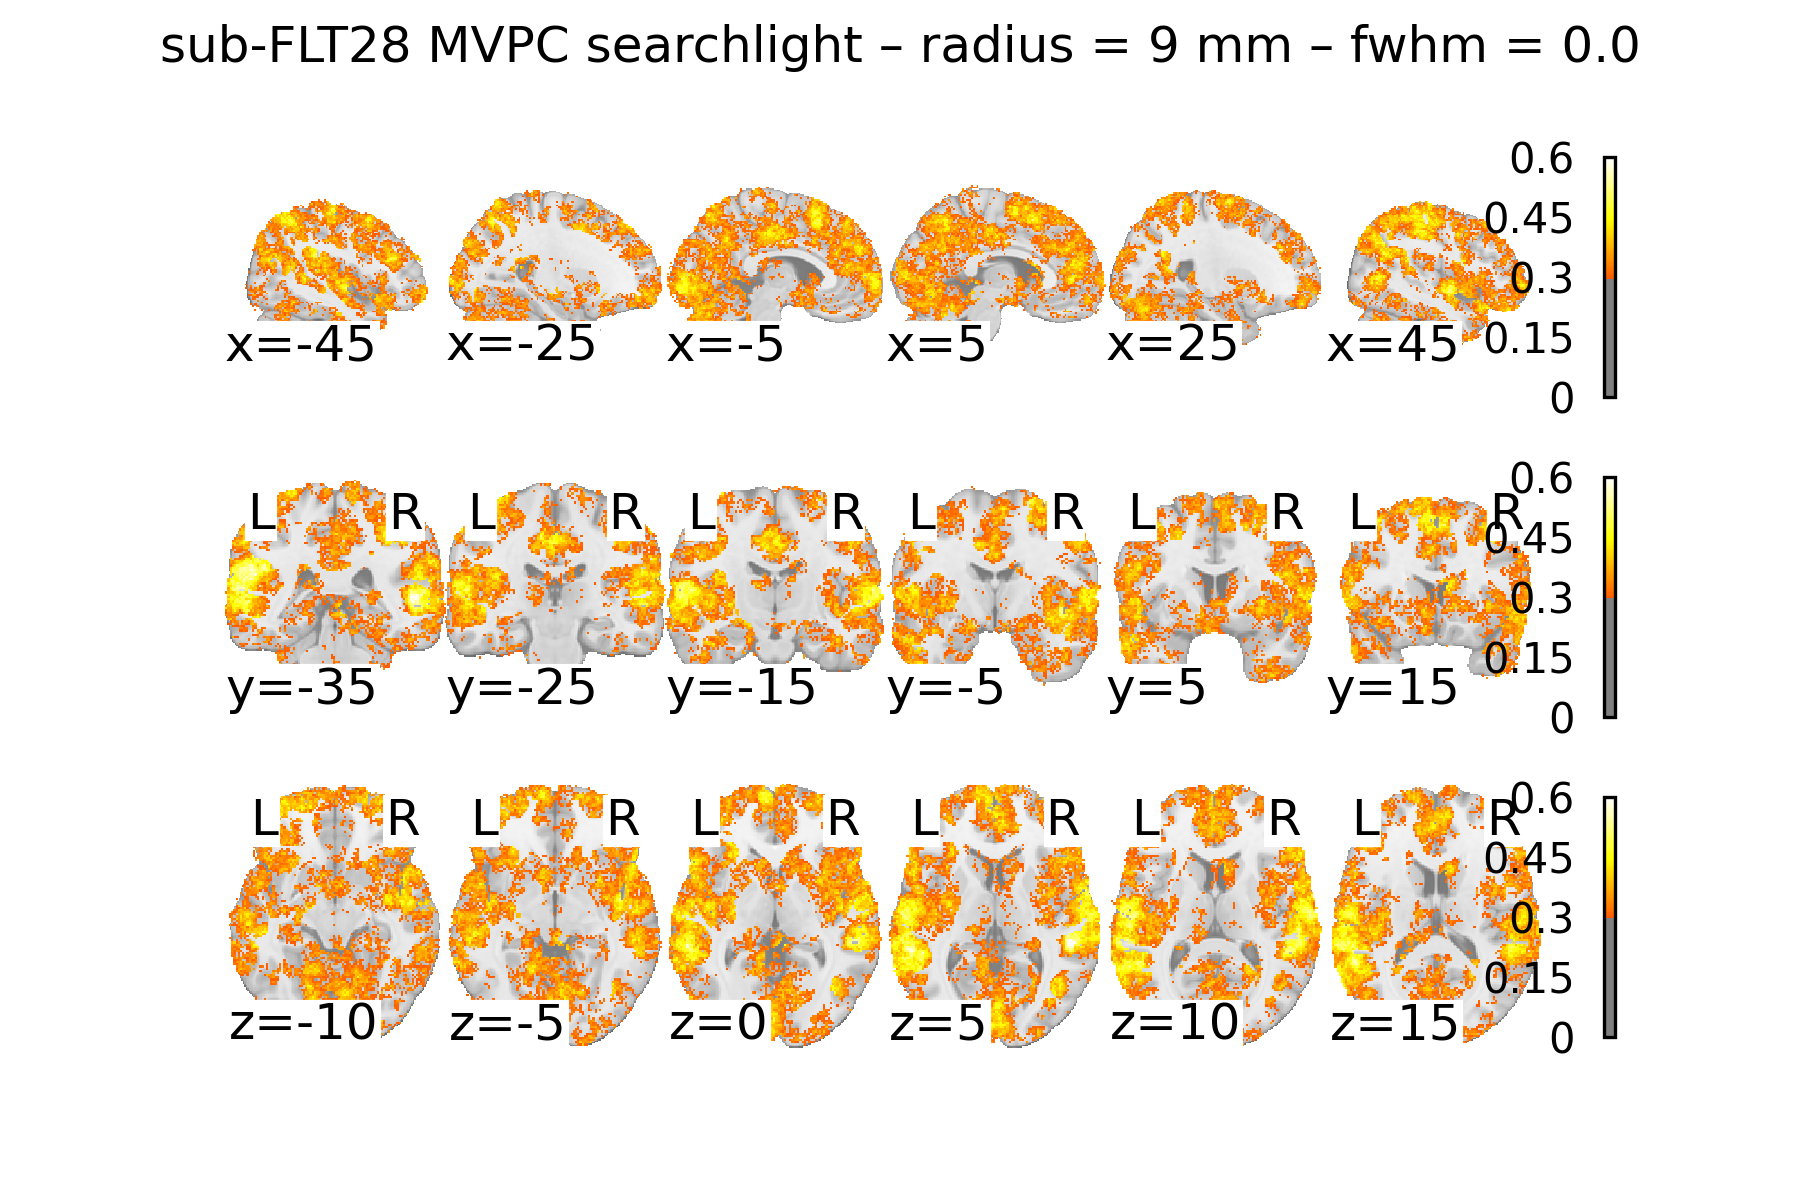 sub-FLT28 MVPC searchlight – radius = 9 mm – fwhm = 0.0
0.6
0.45
0.3
0.15
0
x=-45 x=-25 x=-5 x=5 x=25 x=45
L R L R L R L R L R L R
0.6
0.45
0.3
0.15
0
y=-35 y=-25 y=-15 y=-5 y=5 y=15
L R L R L R L R L R L R
0.6
0.45
0.3
0.15
0
z=-10 z=-5 z=0 z=5 z=10 z=15